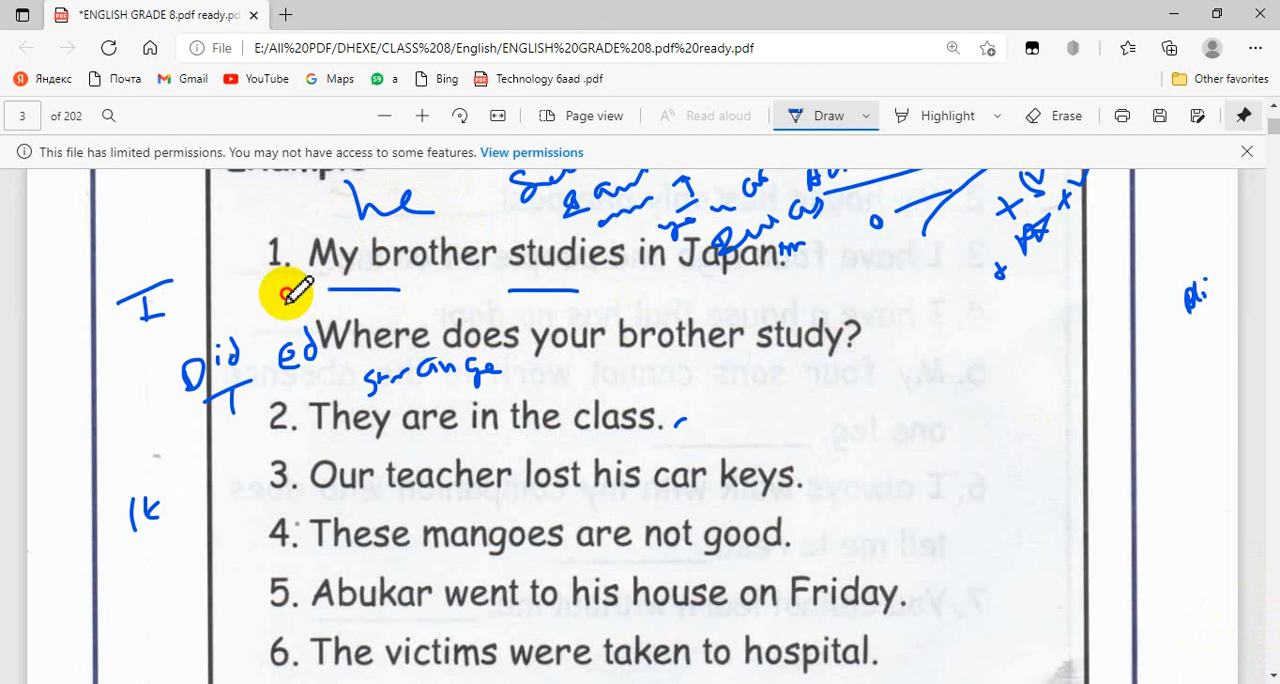 *ENGLISH GRADE 8.pdf ready.pd
File E:/All%20PDF/DHEXE/CLASS%208/English/ENGLISH%20GRADE%208.pdf%20ready.pdf
Яндекс Почта Gmail YouTube Maps a Bing Technology баад .pdf Other favorites
3 of 202 Page view Read aloud Draw Highlight Erase
This file has limited permissions. You may not have access to some features. View permissions
he
1. My brother studies in Japan.
I
Where does your brother study?
Did ed
strange
2. They are in the class.
3. Our teacher lost his car keys.
4. These mangoes are not good.
5. Abukar went to his house on Friday.
6. The victims were taken to hospital.